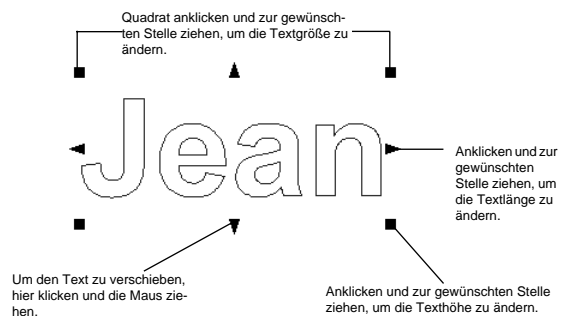 Quadrat anklicken und zur gewünsch-
ten Stelle ziehen, um die Textgröße zu
ändern.
Jean
Anklicken und zur
gewünschten
Stelle ziehen, um
die Textlänge zu
ändern.
Um den Text zu verschieben,
hier klicken und die Maus zie-
hen.
Anklicken und zur gewünschten Stelle
ziehen, um die Texthöhe zu ändern.